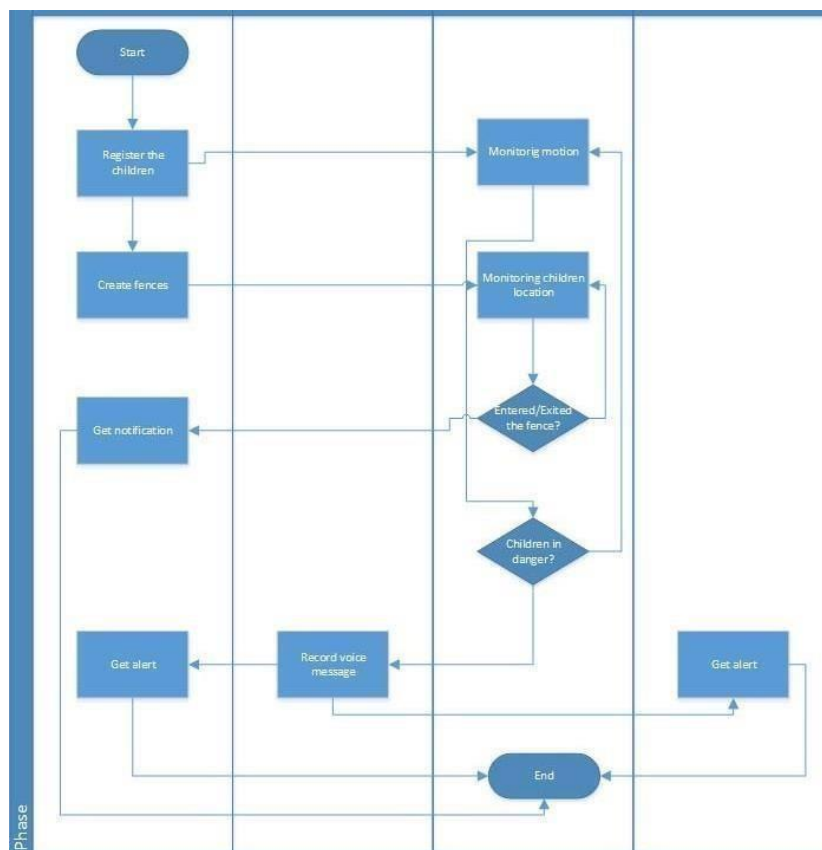 Start
Register the
children
Monitorig motion
Create fences
Monitoring children
location
Entered/Exited
the fence?
Get notification
Children in
danger?
Get alert
Record voice
message
Get alert
End
Phase